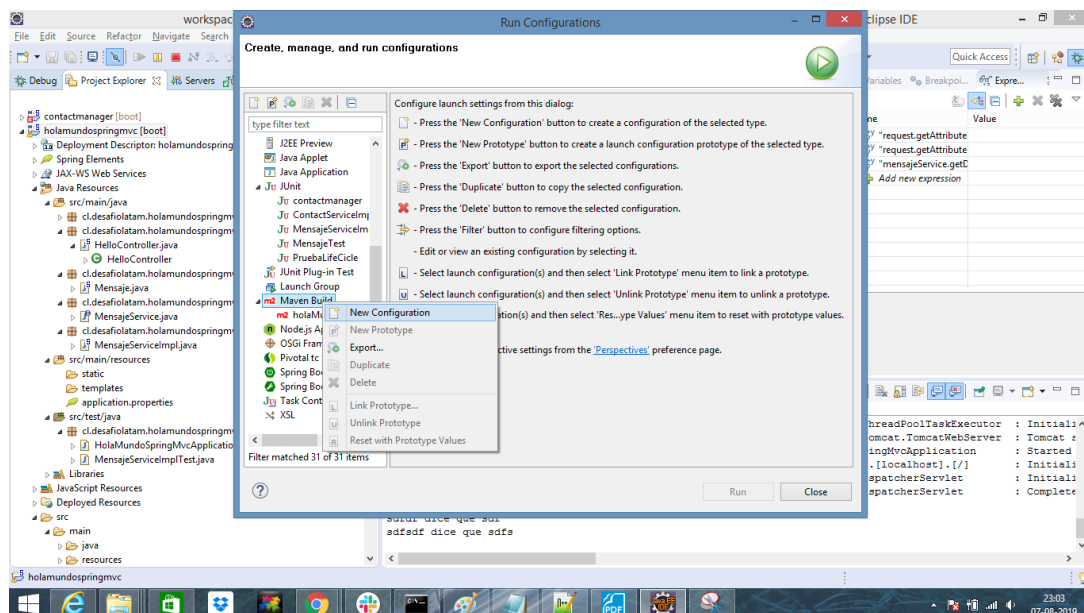 workspac
Run Configurations
clipse IDE
File Edit Source Refactor Navigate Search
Create, manage, and run configurations
Quick Access
Debug Project Explorer Servers
Variables Breakpoi... Expre...
contactmanager [boot]
holamundospringmvc [boot]
Deployment Descriptor: holamundospring
Spring Elements
JAX-WS Web Services
Java Resources
src/main/java
cl.desafiolatam.holamundospringmv
cl.desafiolatam.holamundospringmv
HelloController.java
HelloController
cl.desafiolatam.holamundospringmv
Mensaje.java
cl.desafiolatam.holamundospringmv
MensajeService.java
cl.desafiolatam.holamundospringmv
MensajeServiceImpl.java
src/main/resources
static
templates
application.properties
src/test/java
cl.desafiolatam.holamundospringmv
HolaMundoSpringMvcApplicatio
MensajeServiceImplTest.java
Libraries
JavaScript Resources
Deployed Resources
src
main
java
resources
type filter text
J2EE Preview
Java Applet
Java Application
JUnit
contactmanager
ContactServiceImp
MensajeServiceIm
MensajeTest
PruebaLifeCicle
JUnit Plug-in Test
Launch Group
Maven Build
holaMu
Node.js Ap
OSGi Fram
Pivotal tc
Spring Boo
Spring Boo
Task Cont
XSL
Filter matched 31 of 31 items
New Configuration
New Prototype
Export...
Duplicate
Delete
Link Prototype...
Unlink Prototype
Reset with Prototype Values
Configure launch settings from this dialog:
- Press the 'New Configuration' button to create a configuration of the selected type.
- Press the 'New Prototype' button to create a launch configuration prototype of the selected type.
- Press the 'Export' button to export the selected configurations.
- Press the 'Duplicate' button to copy the selected configuration.
- Press the 'Delete' button to remove the selected configuration.
- Press the 'Filter' button to configure filtering options.
- Edit or view an existing configuration by selecting it.
- Select launch configuration(s) and then select 'Link Prototype' menu item to link a prototype.
- Select launch configuration(s) and then select 'Unlink Prototype' menu item to unlink a prototype.
ation(s) and then select 'Res...ype Values' menu item to reset with prototype values.
ctive settings from the 'Perspectives' preference page.
Run Close
me Value
"request.getAttribute
"request.getAttribute
"mensajeService.getD
Add new expression
hreadPoolTaskExecutor : Initiali
omcat.TomcatWebServer : Tomcat s
ingMvcApplication : Started
.[localhost].[/] : Initiali
spatcherServlet : Initiali
spatcherServlet : Complete
sdfdf dice que sdf
sdfsdf dice que sdfs
holamundospringmvc
23:03
07-08-2019